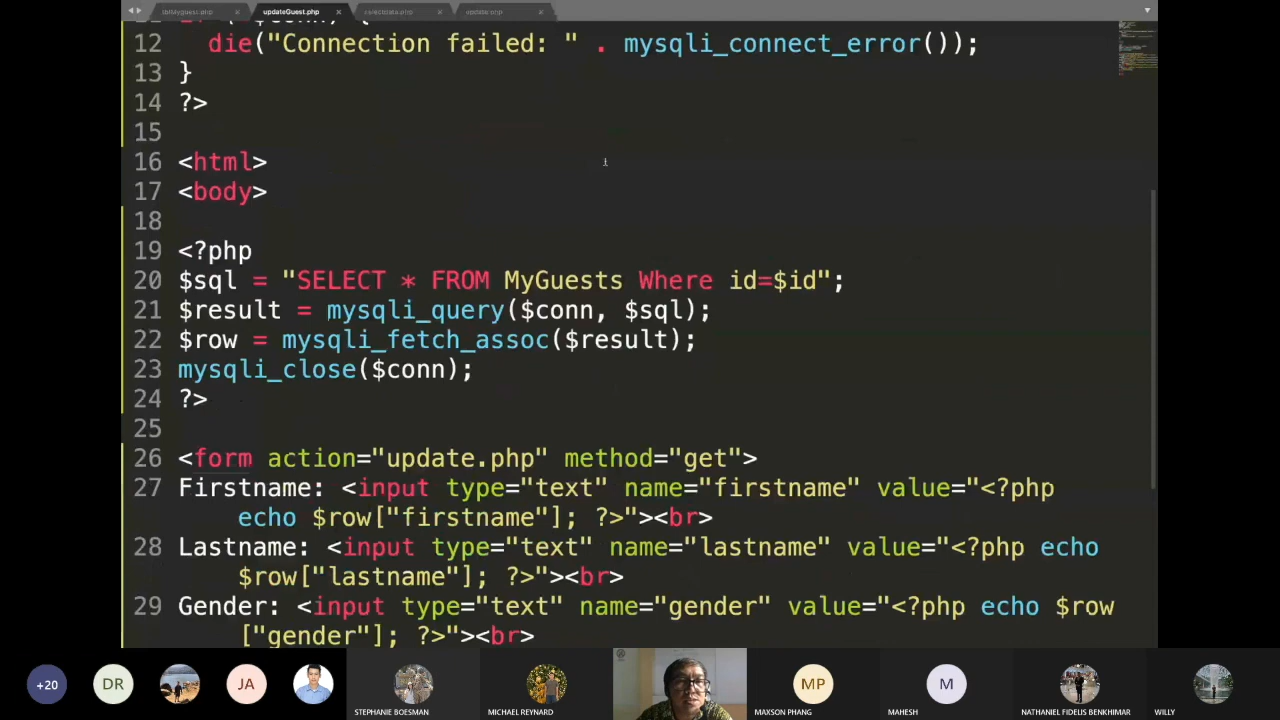 updateGuest.php
selectdata.php
update.php
12 die("Connection failed: " . mysqli_connect_error());
13 }
14 ?>
15
16 <html>
17 <body>
18
19 <?php
20 $sql = "SELECT * FROM MyGuests Where id=$id";
21 $result = mysqli_query($conn, $sql);
22 $row = mysqli_fetch_assoc($result);
23 mysqli_close($conn);
24 ?>
25
26 <form action="update.php" method="get">
27 Firstname: <input type="text" name="firstname" value="<?php
echo $row["firstname"]; ?>"><br>
28 Lastname: <input type="text" name="lastname" value="<?php echo
$row["lastname"]; ?>"><br>
29 Gender: <input type="text" name="gender" value="<?php echo $row
["gender"]; ?>"><br>
+20
DR
JA
MP
M
STEPHANIE BOESMAN
MICHAEL REYNARD
MAXSON PHANG
MAHESH
NATHANIEL FIDELIS BENKHIMAR
WILLY